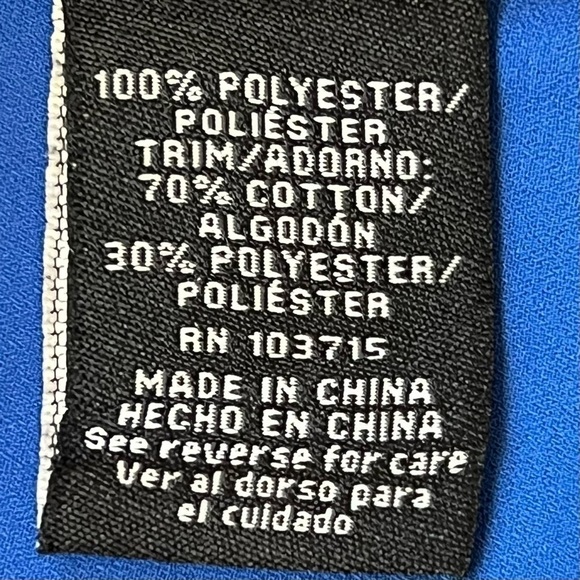 100% POLYESTER/
POLIÉSTER
TRIM/ADORNO:
70% COTTON/
ALGODÓN
30% POLYESTER/
POLIÉSTER
RN 103715
MADE IN CHINA
HECHO EN CHINA
See reverse for care
Ver al dorso para
el cuidado